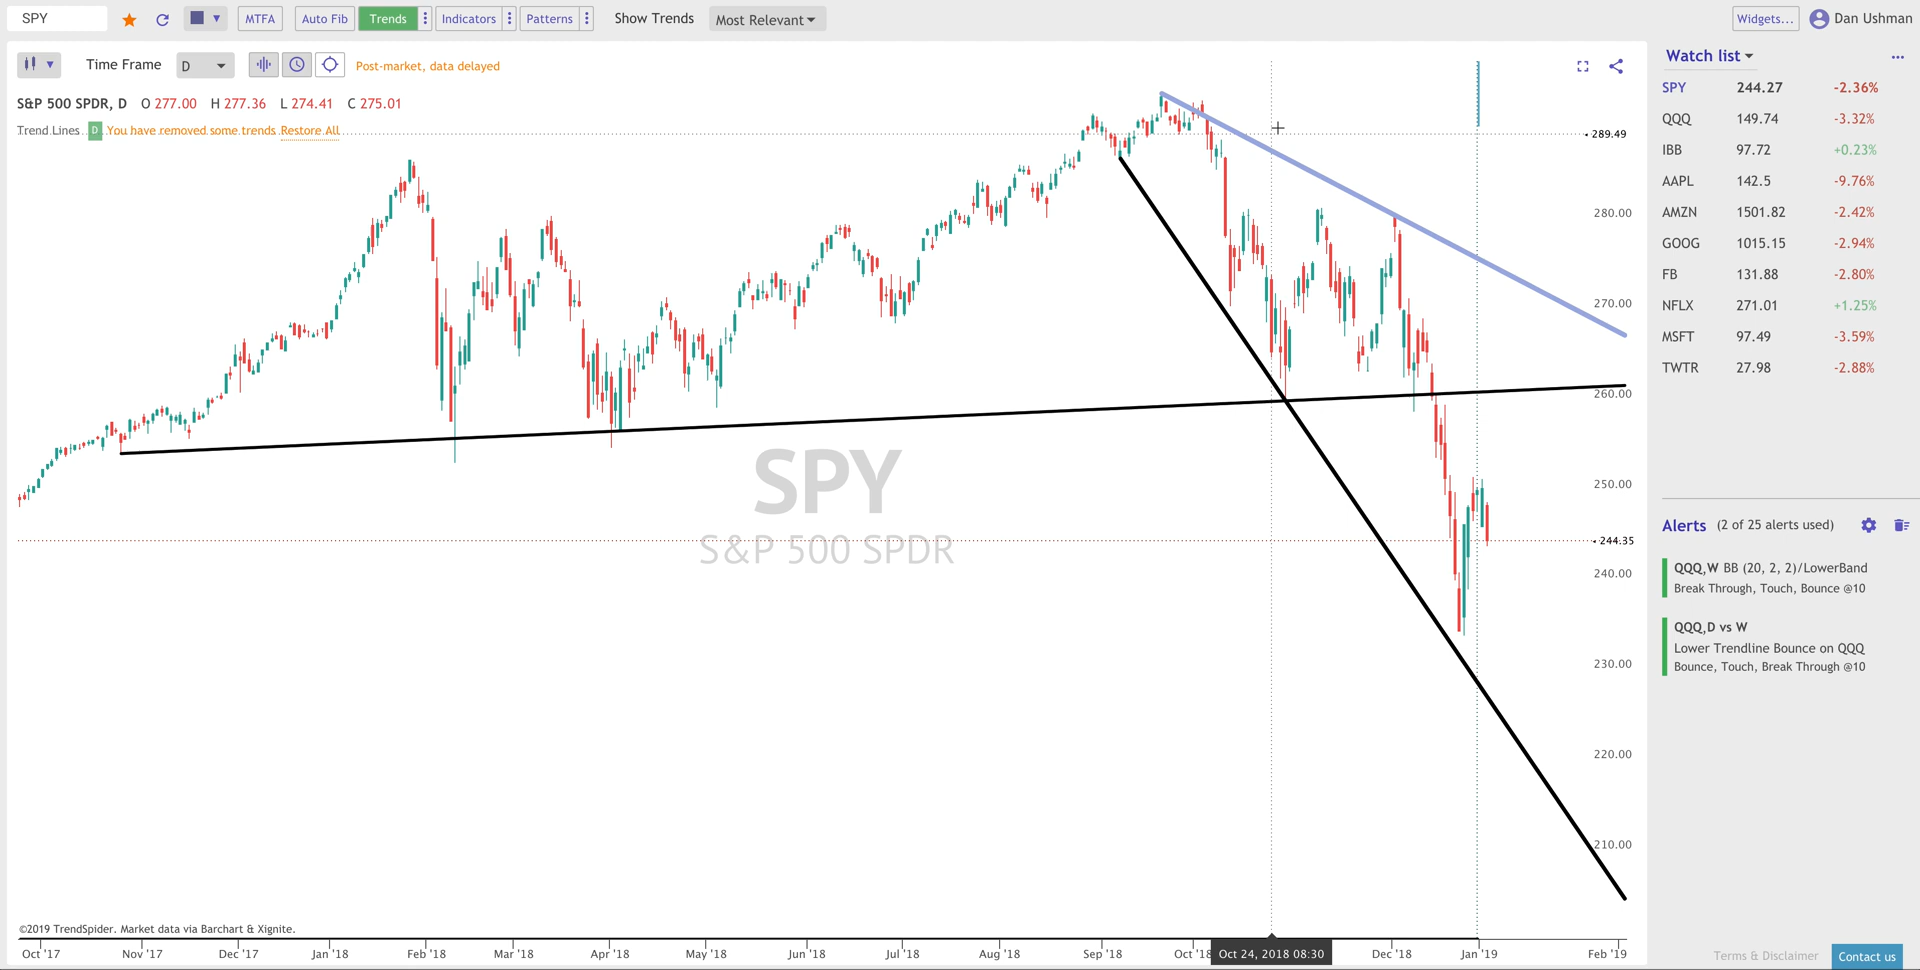 SPY MTFA Auto Fib Trends Indicators Patterns Show Trends Most Relevant Widgets... Dan Ushman
Time Frame D Post-market, data delayed
S&P 500 SPDR, D O 277.00 H 277.36 L 274.41 C 275.01
Trend Lines D You have removed some trends Restore All
289.49
280.00
270.00
260.00
250.00
244.35
240.00
230.00
220.00
210.00
SPY
S&P 500 SPDR
©2019 TrendSpider. Market data via Barchart & Xignite.
Oct '17 Nov '17 Dec '17 Jan '18 Feb '18 Mar '18 Apr '18 May '18 Jun '18 Jul '18 Aug '18 Sep '18 Oct '18 Oct 24, 2018 08:30 Dec '18 Jan '19 Feb '19
Watch list
SPY 244.27 -2.36%
QQQ 149.74 -3.32%
IBB 97.72 +0.23%
AAPL 142.5 -9.76%
AMZN 1501.82 -2.42%
GOOG 1015.15 -2.94%
FB 131.88 -2.80%
NFLX 271.01 +1.25%
MSFT 97.49 -3.59%
TWTR 27.98 -2.88%
Alerts (2 of 25 alerts used)
QQQ,W BB (20, 2, 2)/LowerBand
Break Through, Touch, Bounce @10
QQQ,D vs W
Lower Trendline Bounce on QQQ
Bounce, Touch, Break Through @10
Terms & Disclaimer Contact us